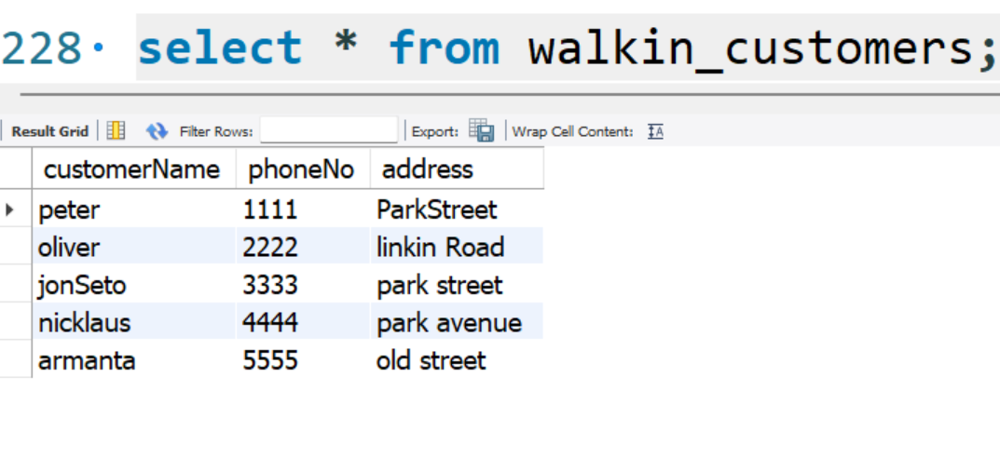 228 select * from walkin_customers;
Result Grid Filter Rows: Export: Wrap Cell Content: IA
customerName phoneNo address
peter 1111 ParkStreet
oliver 2222 linkin Road
jonSeto 3333 park street
nicklaus 4444 park avenue
armanta 5555 old street